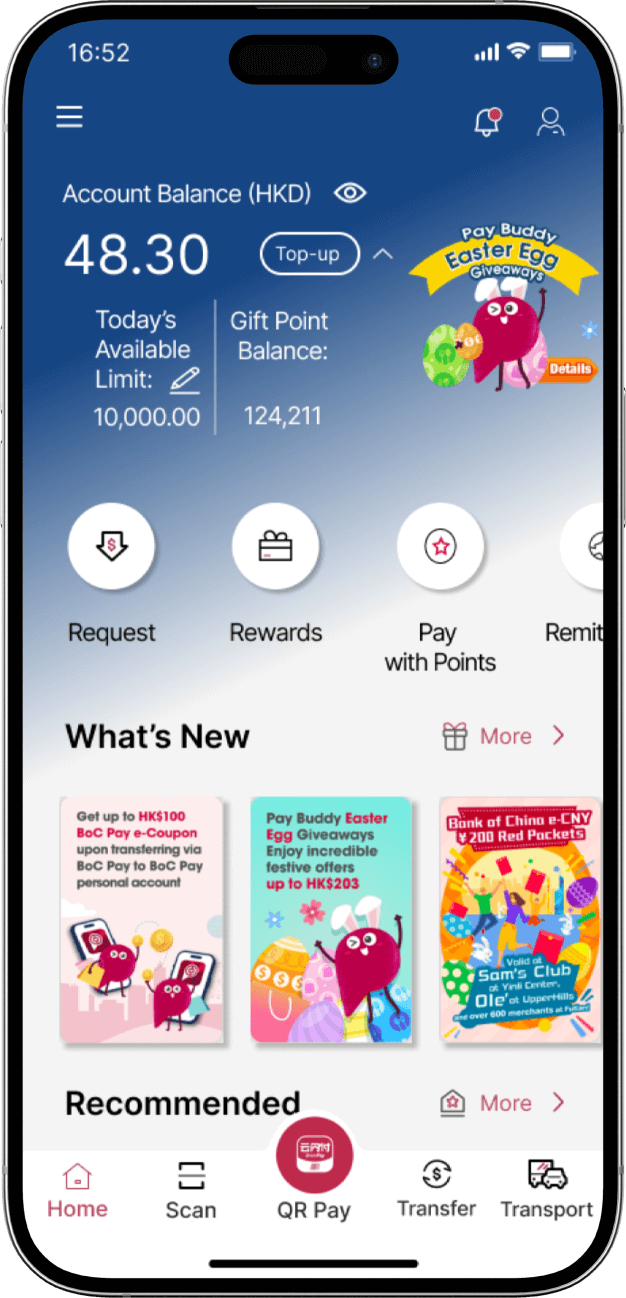 16:52
Account Balance (HKD)
48.30
Top-up
Today's
Available
Limit:
10,000.00
Gift Point
Balance:
124,211
Pay Buddy
Easter Egg
Giveaways
Details
Request
Rewards
Pay
with Points
Remit
What's New
More
Get up to HK$100
BoC Pay e-Coupon
upon transferring via
BoC Pay to BoC Pay
personal account
Pay Buddy Easter
Egg Giveaways
Enjoy incredible
festive offers
up to HK$203
Bank of China e-CNY
¥200 Red Packets
Valid at
Sam's Club
at Yinli Center,
Ole' at UpperHills
and over 600 merchants at Futian!
Recommended
More
Home
Scan
云闪付
QR Pay
Transfer
Transport